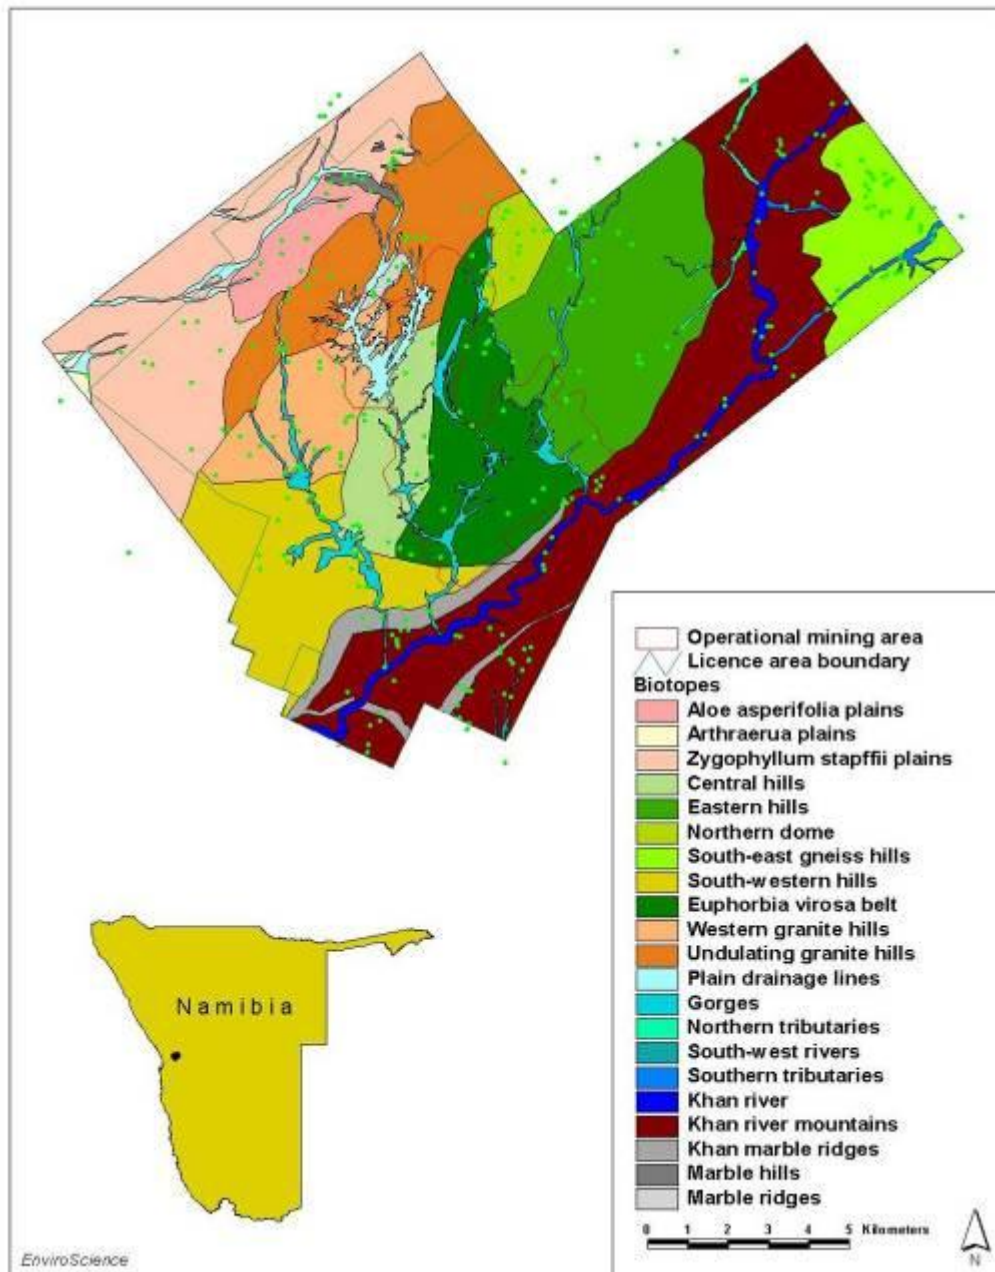 Operational mining area
Licence area boundary
Biotopes
Aloe asperifolia plains
Arthraerua plains
Zygophyllum stapffii plains
Central hills
Eastern hills
Northern dome
South-east gneiss hills
South-western hills
Euphorbia virosa belt
Western granite hills
Undulating granite hills
Plain drainage lines
Gorges
Northern tributaries
South-west rivers
Southern tributaries
Khan river
Khan river mountains
Khan marble ridges
Marble hills
Marble ridges
0 1 2 3 4 5 Kilometers
N
Namibia
EnviroScience